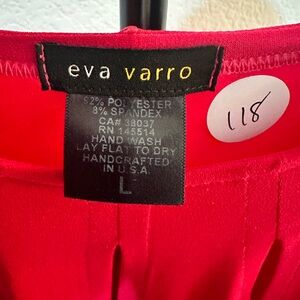 eva varro
92% POLYESTER
8% SPANDEX
CA# 38037
RN 145514
HAND WASH
LAY FLAT TO DRY
HANDCRAFTED
IN U.S.A.
L
118